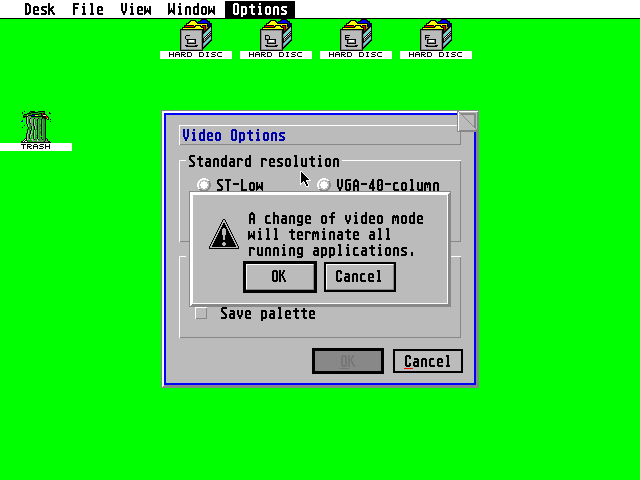 Desk File View Window Options
HARD DISC HARD DISC HARD DISC HARD DISC
TRASH
Video Options
Standard resolution
ST-Low VGA-40-column
A change of video mode
will terminate all
running applications.
OK Cancel
Save palette
OK Cancel